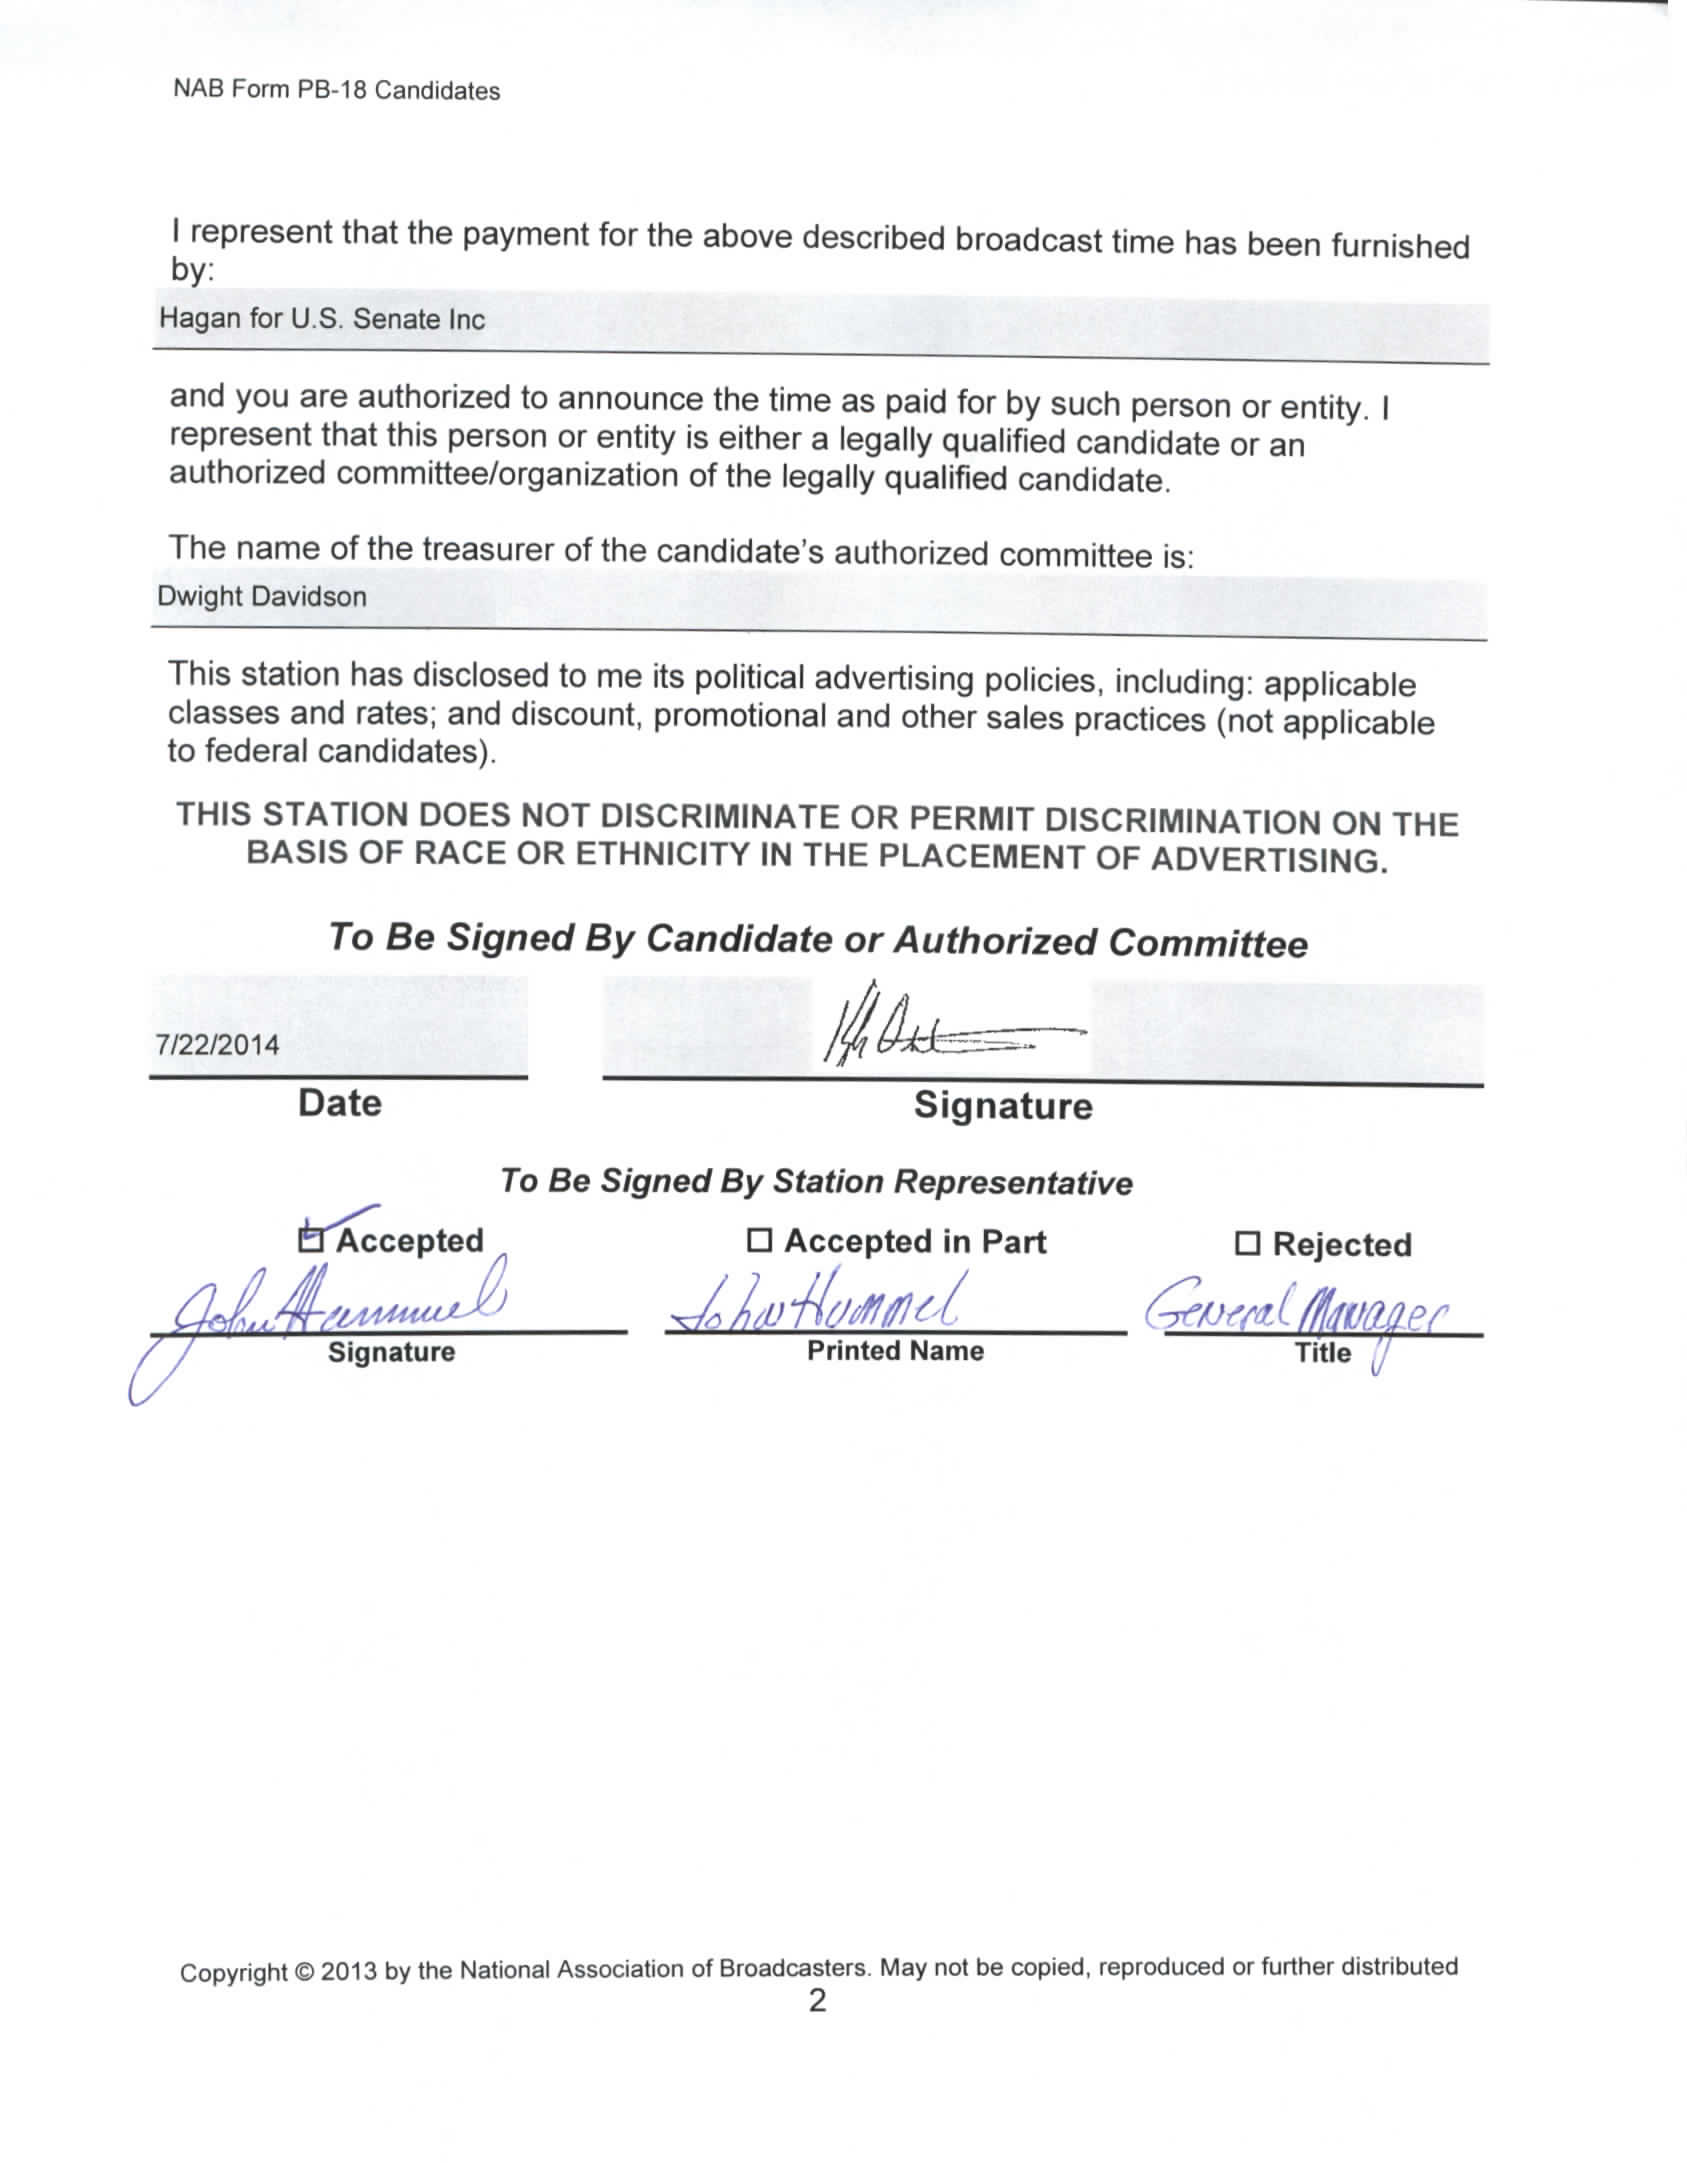 NAB Form PB-18 Candidates
I represent that the payment for the above described broadcast time has been furnished
by:
Hagan for U.S. Senate Inc
and you are authorized to announce the time as paid for by such person or entity. I
represent that this person or entity is either a legally qualified candidate or an
authorized committee/organization of the legally qualified candidate.
The name of the treasurer of the candidate's authorized committee is:
Dwight Davidson
This station has disclosed to me its political advertising policies, including: applicable
classes and rates; and discount, promotional and other sales practices (not applicable
to federal candidates).
THIS STATION DOES NOT DISCRIMINATE OR PERMIT DISCRIMINATION ON THE
BASIS OF RACE OR ETHNICITY IN THE PLACEMENT OF ADVERTISING.
To Be Signed By Candidate or Authorized Committee
7/22/2014
Date Signature
To Be Signed By Station Representative
☑ Accepted ☐ Accepted in Part ☐ Rejected
John Hummel John Hummel General Manager
Signature Printed Name Title
Copyright © 2013 by the National Association of Broadcasters. May not be copied, reproduced or further distributed
2